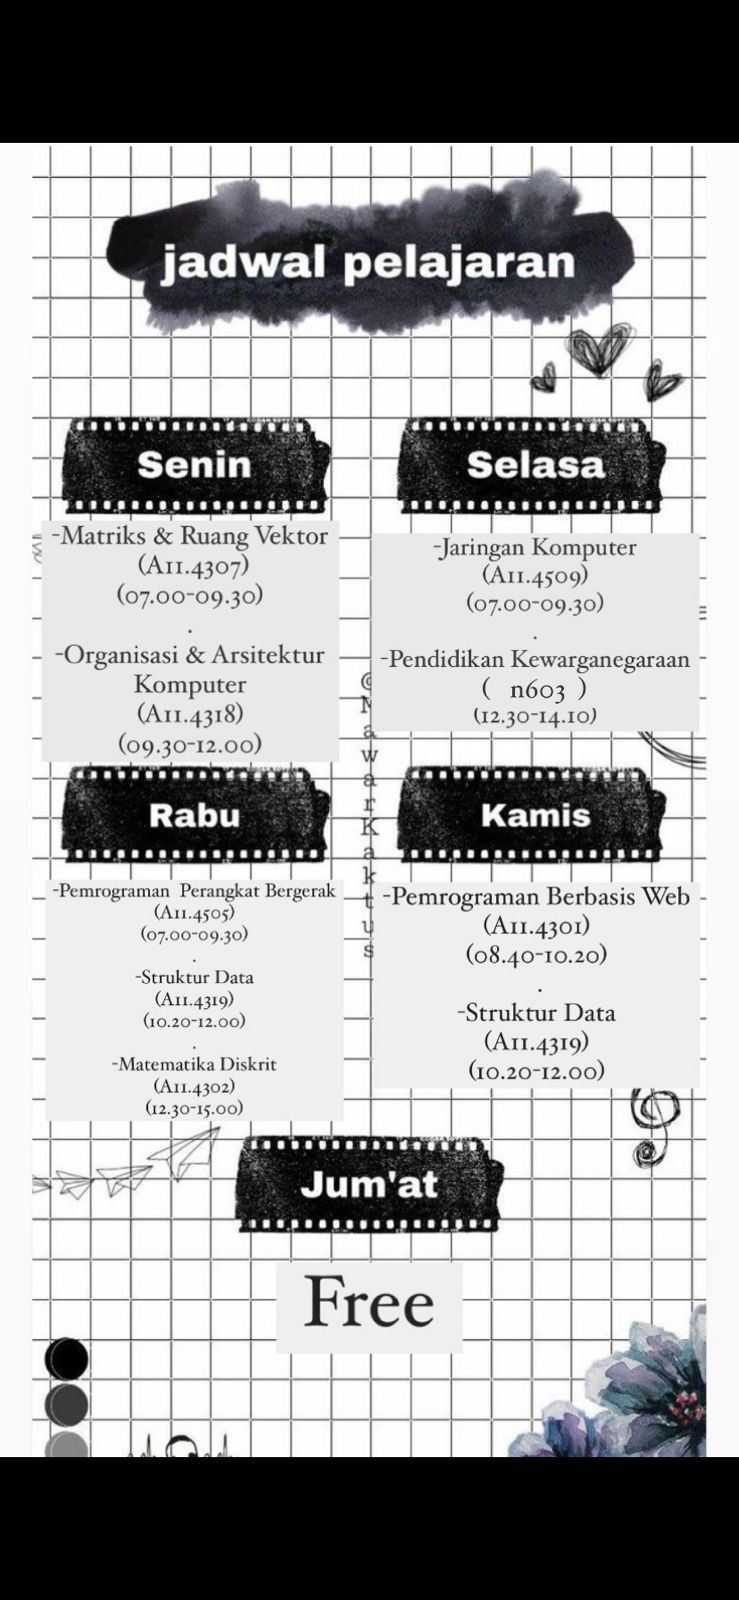 jadwal pelajaran
Senin
-Matriks & Ruang Vektor
(A11.4307)
(07.00-09.30)
.
-Organisasi & Arsitektur
Komputer
(A11.4318)
(09.30-12.00)
Selasa
-Jaringan Komputer
(A11.4509)
(07.00-09.30)
.
-Pendidikan Kewarganegaraan
( n603 )
(12.30-14.10)
@MawarKaktus
Rabu
-Pemrograman Perangkat Bergerak
(A11.4505)
(07.00-09.30)
.
-Struktur Data
(A11.4319)
(10.20-12.00)
.
-Matematika Diskrit
(A11.4302)
(12.30-15.00)
Kamis
-Pemrograman Berbasis Web
(A11.4301)
(08.40-10.20)
.
-Struktur Data
(A11.4319)
(10.20-12.00)
Jum'at
Free